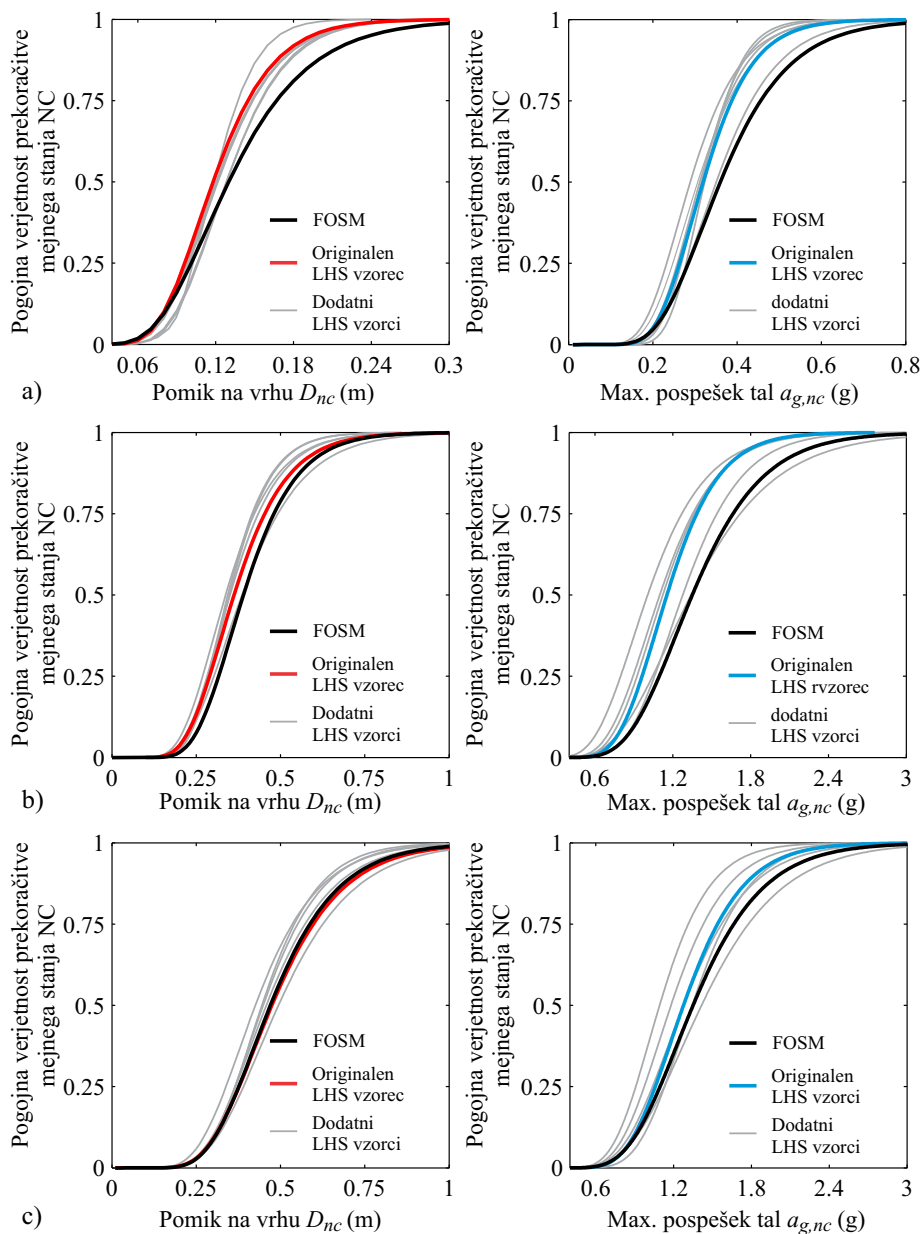 Pogojna verjetnost prekoračitve
mejnega stanja NC
1
0.75
0.5
0.25
0
FOSM
Originalen
LHS vzorec
Dodatni
LHS vzorci
0.06
0.12
0.18
0.24
0.3
Pomik na vrhu Dnc (m)
a)
Pogojna verjetnost prekoračitve
mejnega stanja NC
1
0.75
0.5
0.25
0
FOSM
Originalen
LHS vzorec
dodatni
LHS vzorci
0
0.2
0.4
0.6
0.8
Max. pospešek tal ag,nc (g)
Pogojna verjetnost prekoračitve
mejnega stanja NC
1
0.75
0.5
0.25
0
FOSM
Originalen
LHS vzorec
Dodatni
LHS vzorci
0
0.25
0.5
0.75
1
Pomik na vrhu Dnc (m)
b)
Pogojna verjetnost prekoračitve
mejnega stanja NC
1
0.75
0.5
0.25
0
FOSM
Originalen
LHS rvzorec
dodatni
LHS vzorci
0.6
1.2
1.8
2.4
3
Max. pospešek tal ag,nc (g)
Pogojna verjetnost prekoračitve
mejnega stanja NC
1
0.75
0.5
0.25
0
FOSM
Originalen
LHS vzorec
Dodatni
LHS vzorci
0
0.25
0.5
0.75
1
Pomik na vrhu Dnc (m)
c)
Pogojna verjetnost prekoračitve
mejnega stanja NC
1
0.75
0.5
0.25
0
FOSM
Originalen
LHS vzorci
Dodatni
LHS vzorci
0.6
1.2
1.8
2.4
3
Max. pospešek tal ag,nc (g)